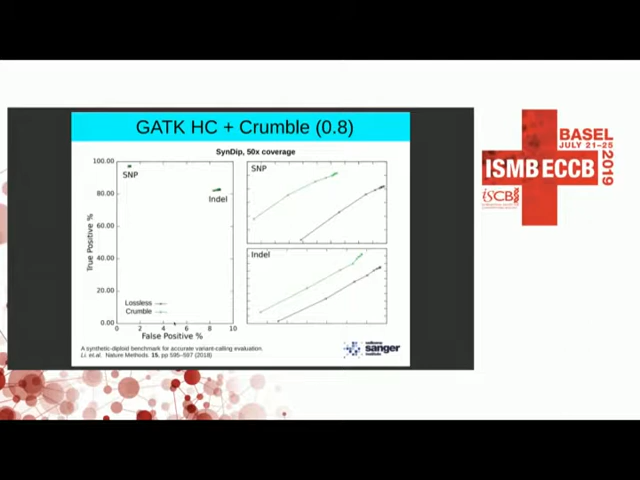 GATK HC + Crumble (0.8)
SynDip, 50x coverage
100.00
80.00
60.00
40.00
20.00
0.00
True Positive %
SNP
Indel
Lossless
Crumble
0 2 4 6 8 10
False Positive %
SNP
Indel
A synthetic-diploid benchmark for accurate variant-calling evaluation.
Li. et.al. Nature Methods. 15, pp 595–597 (2018)
sanger
BASEL
JULY 21–25
2019
ISMB ECCB
ISCB